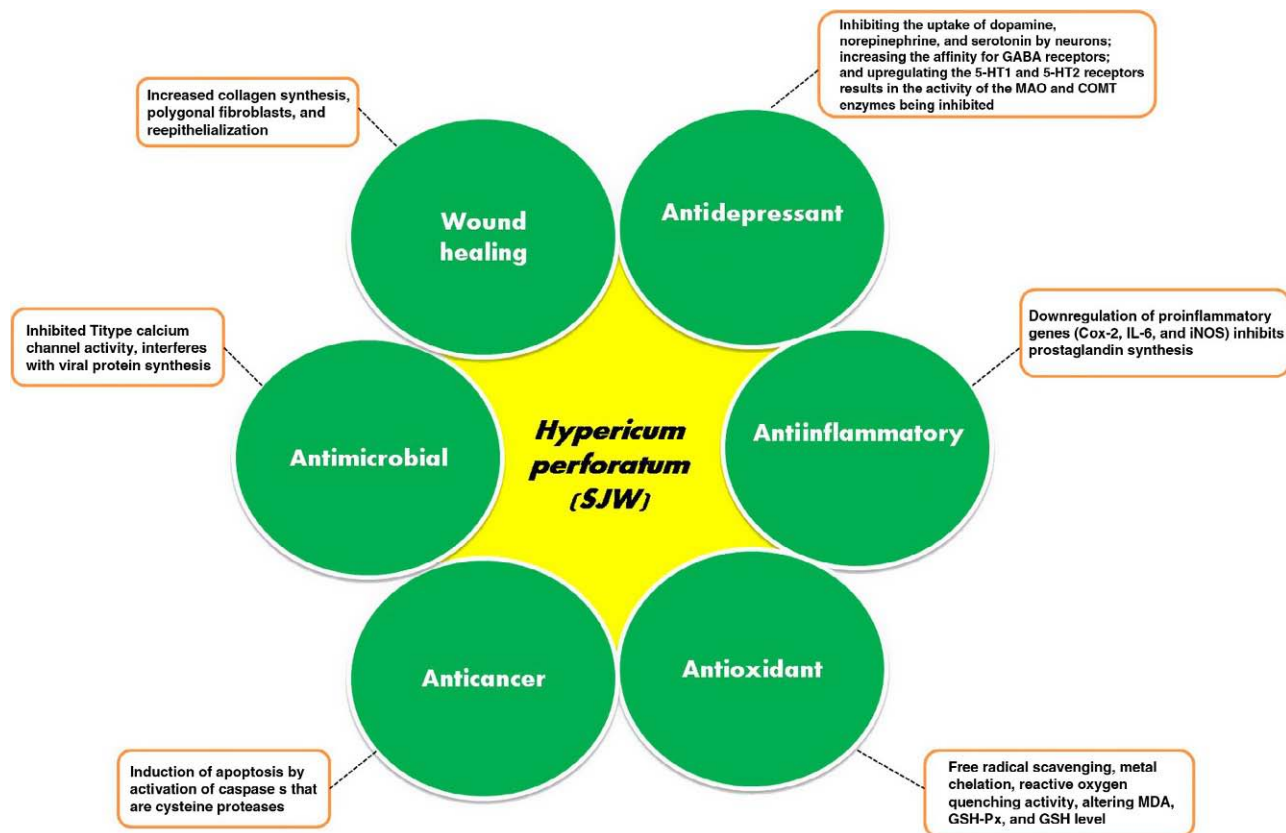 Inhibiting the uptake of dopamine,
norepinephrine, and serotonin by neurons;
increasing the affinity for GABA receptors;
and upregulating the 5-HT1 and 5-HT2 receptors
results in the activity of the MAO and COMT
enzymes being inhibited
Increased collagen synthesis,
polygonal fibroblasts, and
reepithelialization
Wound
healing
Antidepressant
Inhibited Titype calcium
channel activity, interferes
with viral protein synthesis
Downregulation of proinflammatory
genes (Cox-2, IL-6, and iNOS) inhibits
prostaglandin synthesis
Antimicrobial
Hypericum
perforatum
(SJW)
Antiinflammatory
Anticancer
Antioxidant
Induction of apoptosis by
activation of caspase s that
are cysteine proteases
Free radical scavenging, metal
chelation, reactive oxygen
quenching activity, altering MDA,
GSH-Px, and GSH level